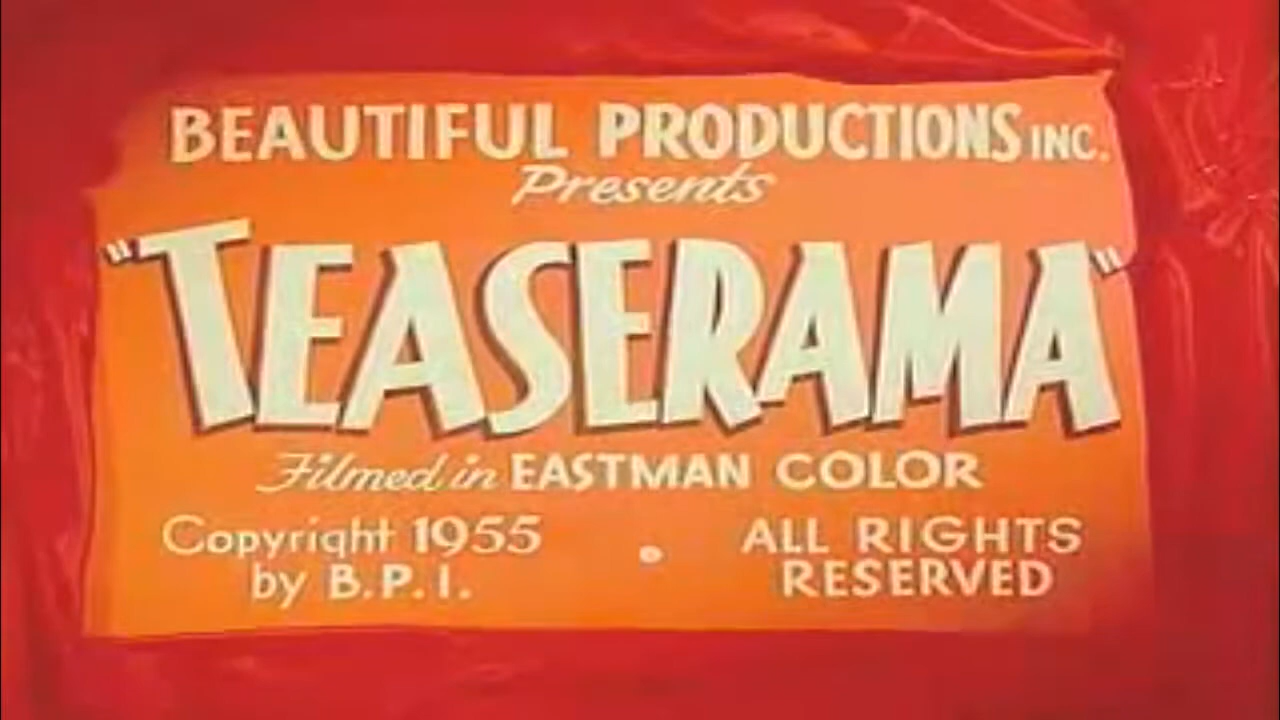 BEAUTIFUL PRODUCTIONS INC.
Presents
"TEASERAMA"
Filmed in EASTMAN COLOR
Copyright 1955
by B.P.I.
•
ALL RIGHTS
RESERVED